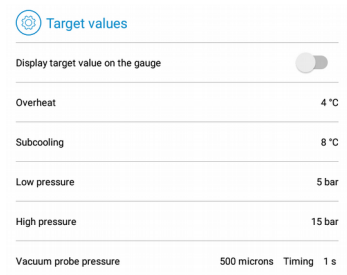 Target values
Display target value on the gauge
Overheat 4 °C
Subcooling 8 °C
Low pressure 5 bar
High pressure 15 bar
Vacuum probe pressure 500 microns Timing 1 s